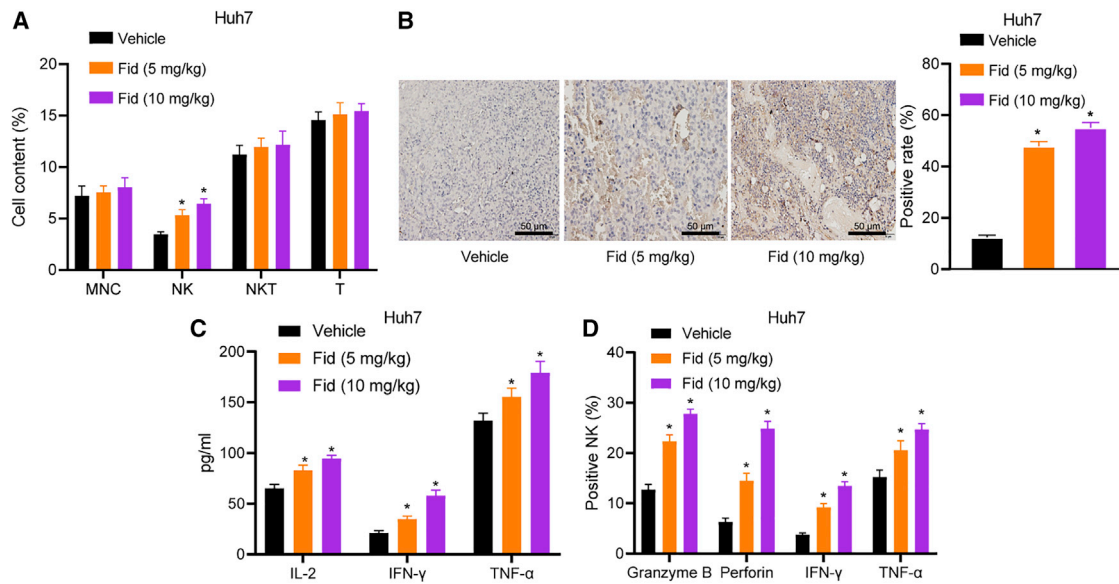 A
Huh7
Vehicle
Fid (5 mg/kg)
Fid (10 mg/kg)
Cell content (%)
20
15
10
5
0
*
*
MNC
NK
NKT
T
B
50 μm
50 μm
50 μm
Vehicle
Fid (5 mg/kg)
Fid (10 mg/kg)
Huh7
Vehicle
Fid (5 mg/kg)
Fid (10 mg/kg)
Positive rate (%)
80
60
40
20
0
*
*
C
Huh7
Vehicle
Fid (5 mg/kg)
Fid (10 mg/kg)
pg/ml
200
150
100
50
0
*
*
*
*
*
*
IL-2
IFN-γ
TNF-α
D
Huh7
Vehicle
Fid (5 mg/kg)
Fid (10 mg/kg)
Positive NK (%)
40
30
20
10
0
*
*
*
*
*
*
*
*
Granzyme B
Perforin
IFN-γ
TNF-α